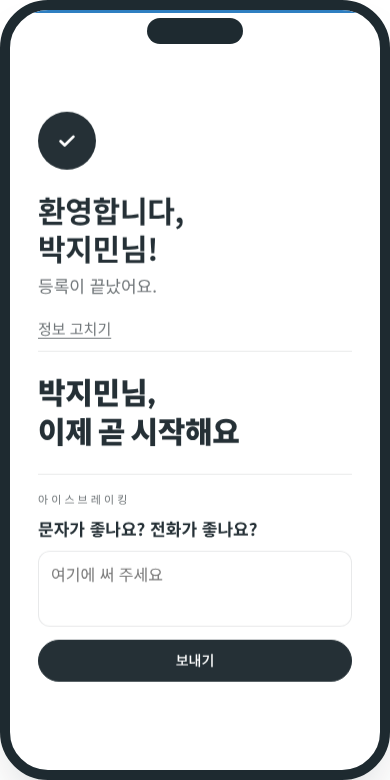 환영합니다,
박지민님!
등록이 끝났어요.
정보 고치기
박지민님,
이제 곧 시작해요
아이스브레이킹
문자가 좋나요? 전화가 좋나요?
여기에 써 주세요
보내기